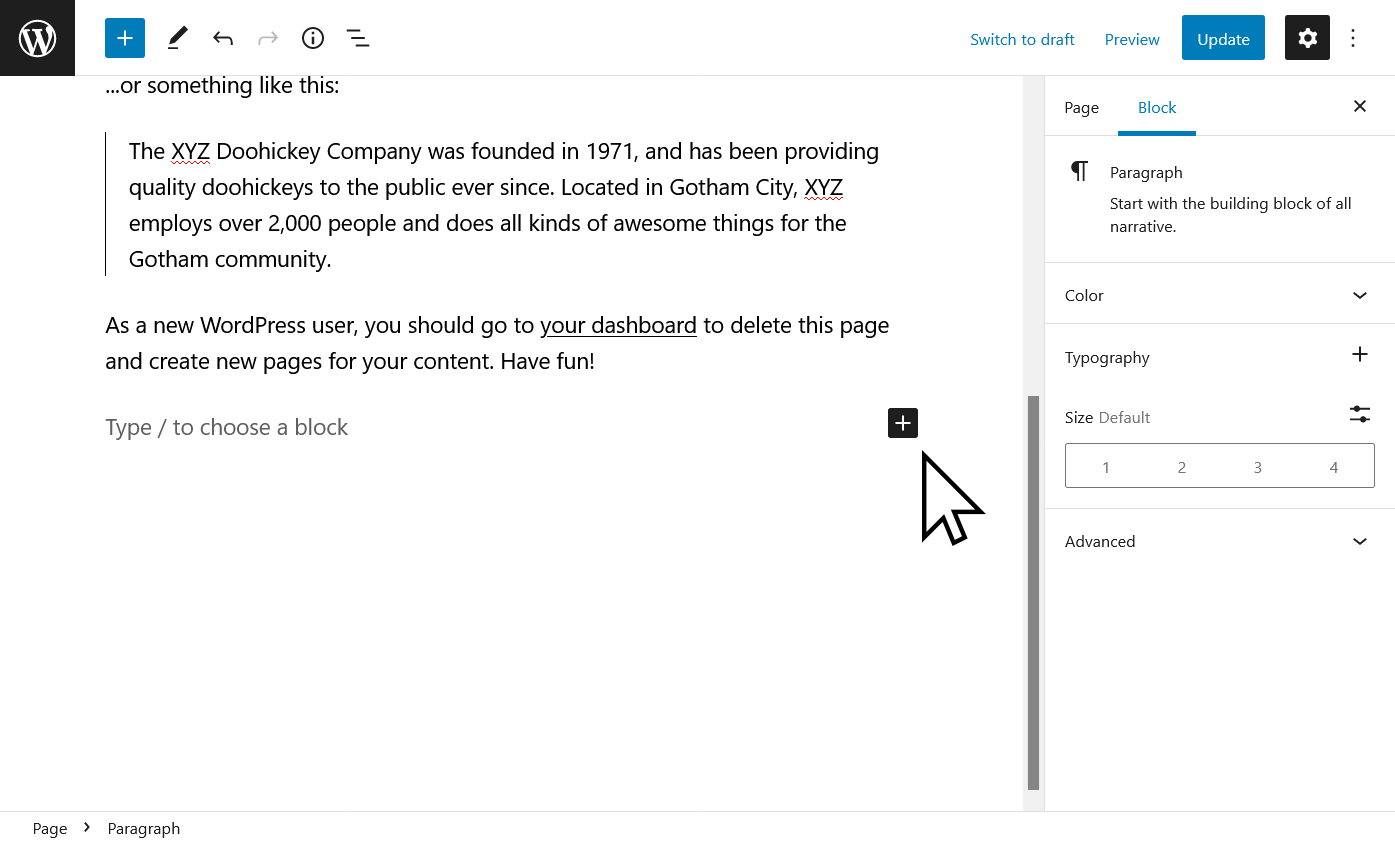 Switch to draft
Preview
Update
...or something like this:
The XYZ Doohickey Company was founded in 1971, and has been providing
quality doohickeys to the public ever since. Located in Gotham City, XYZ
employs over 2,000 people and does all kinds of awesome things for the
Gotham community.
As a new WordPress user, you should go to your dashboard to delete this page
and create new pages for your content. Have fun!
Type / to choose a block
Page
Block
Paragraph
Start with the building block of all
narrative.
Color
Typography
Size Default
1 2 3 4
Advanced
Page
Paragraph